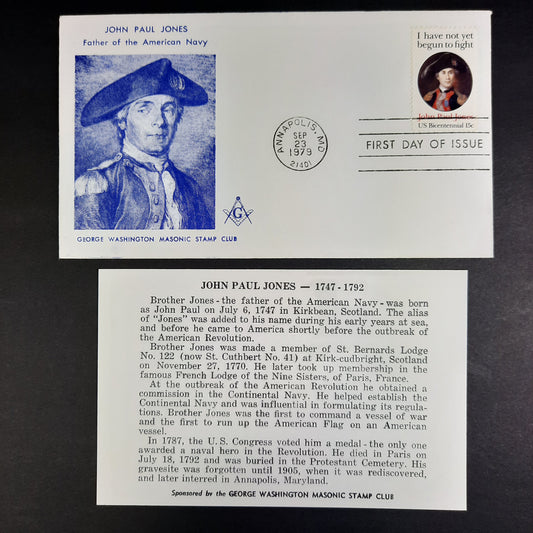 JOHN PAUL JONES
Father of the American Navy
G
GEORGE WASHINGTON MASONIC STAMP CLUB
ANNAPOLIS, MD
SEP
23
1979
21401
I have not yet
begun to fight
John Paul Jones
US Bicentennial 15c
FIRST DAY OF ISSUE
JOHN PAUL JONES — 1747 - 1792
Brother Jones - the father of the American Navy - was born
as John Paul on July 6, 1747 in Kirkbean, Scotland. The alias
of "Jones" was added to his name during his early years at sea,
and before he came to America shortly before the outbreak of
the American Revolution.
Brother Jones was made a member of St. Bernards Lodge
No. 122 (now St. Cuthbert No. 41) at Kirk-cudbright, Scotland
on November 27, 1770. He later took up membership in the
famous French Lodge of the Nine Sisters, of Paris, France.
At the outbreak of the American Revolution he obtained a
commission in the Continental Navy. He helped establish the
Continental Navy and was influential in formulating its regula-
tions. Brother Jones was the first to command a vessel of war
and the first to run up the American Flag on an American
vessel.
In 1787, the U. S. Congress voted him a medal - the only one
awarded a naval hero in the Revolution. He died in Paris on
July 18, 1792 and was buried in the Protestant Cemetery. His
gravesite was forgotten until 1905, when it was rediscovered,
and later interred in Annapolis, Maryland.
Sponsored by the GEORGE WASHINGTON MASONIC STAMP CLUB